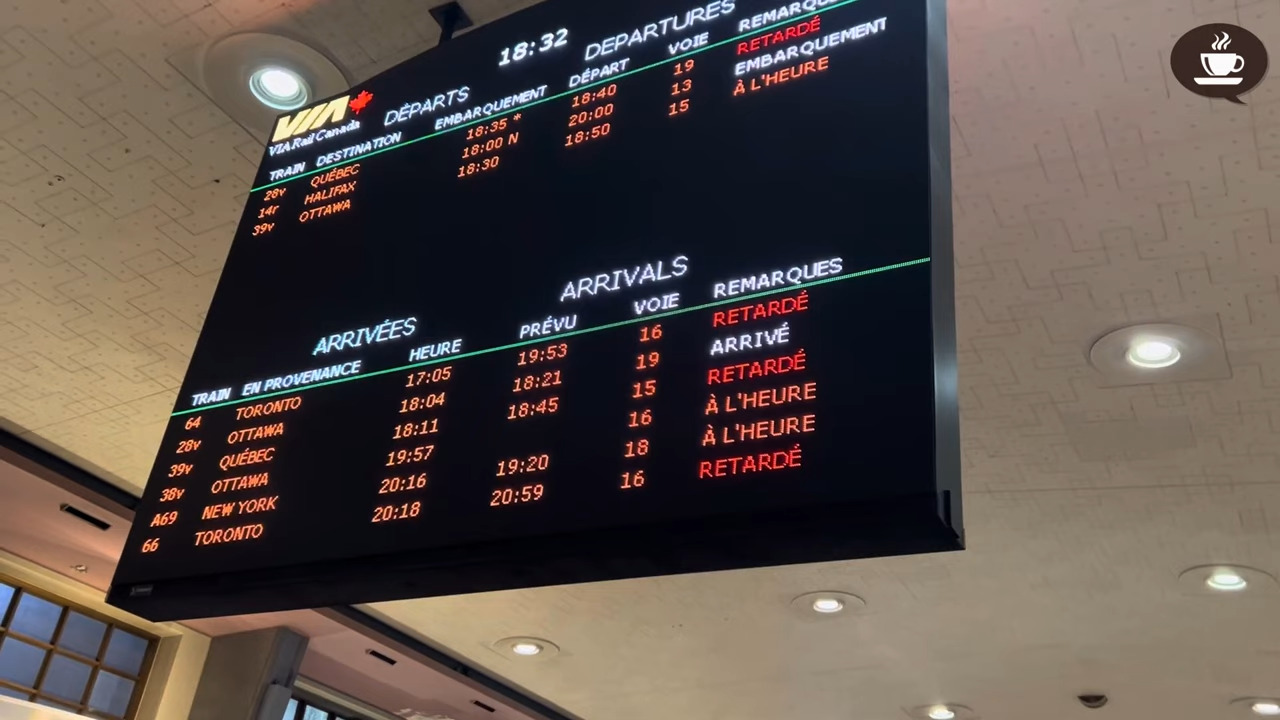 VIA
VIA Rail Canada
DÉPARTS 18:32 DEPARTURES
TRAIN DESTINATION EMBARQUEMENT DÉPART VOIE REMARQUES
28v QUÉBEC 18:35 * 18:40 19 RETARDÉ
14r HALIFAX 18:00 N 20:00 13 EMBARQUEMENT
39v OTTAWA 18:30 18:50 15 À L'HEURE
ARRIVÉES ARRIVALS
TRAIN EN PROVENANCE HEURE PRÉVU VOIE REMARQUES
64 TORONTO 17:05 19:53 16 RETARDÉ
28v OTTAWA 18:04 18:21 19 ARRIVÉ
39v QUÉBEC 18:11 18:45 15 RETARDÉ
38v OTTAWA 19:57 16 À L'HEURE
A69 NEW YORK 20:16 19:20 18 À L'HEURE
66 TORONTO 20:18 20:59 16 RETARDÉ